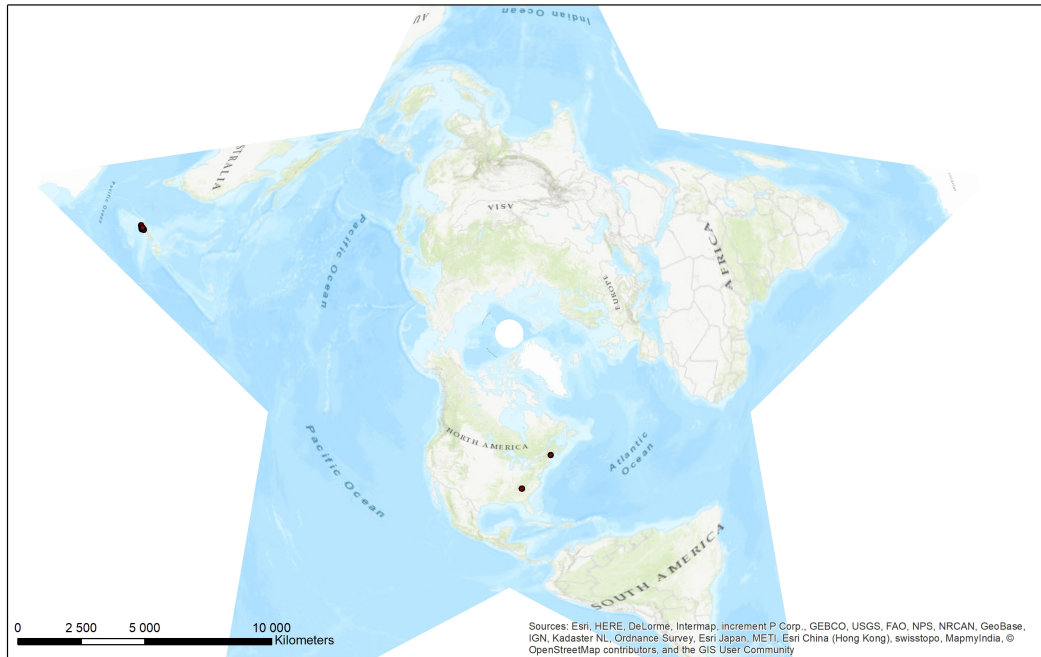 Indian Ocean
AU
STRALIA
Pacific Ocean
ASIA
AFRICA
Pacific Ocean
EUROPE
NORTH AMERICA
Pacific Ocean
Atlantic
Ocean
SOUTH AMERICA
0 2 500 5 000 10 000
Kilometers
Sources: Esri, HERE, DeLorme, Intermap, increment P Corp., GEBCO, USGS, FAO, NPS, NRCAN, GeoBase,
IGN, Kadaster NL, Ordnance Survey, Esri Japan, METI, Esri China (Hong Kong), swisstopo, MapmyIndia, ©
OpenStreetMap contributors, and the GIS User Community